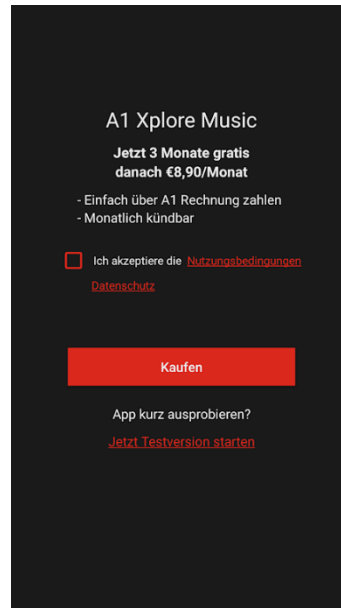 A1 Xplore Music
Jetzt 3 Monate gratis
danach €8,90/Monat
- Einfach über A1 Rechnung zahlen
- Monatlich kündbar
Ich akzeptiere die Nutzungsbedingungen
Datenschutz
Kaufen
App kurz ausprobieren?
Jetzt Testversion starten